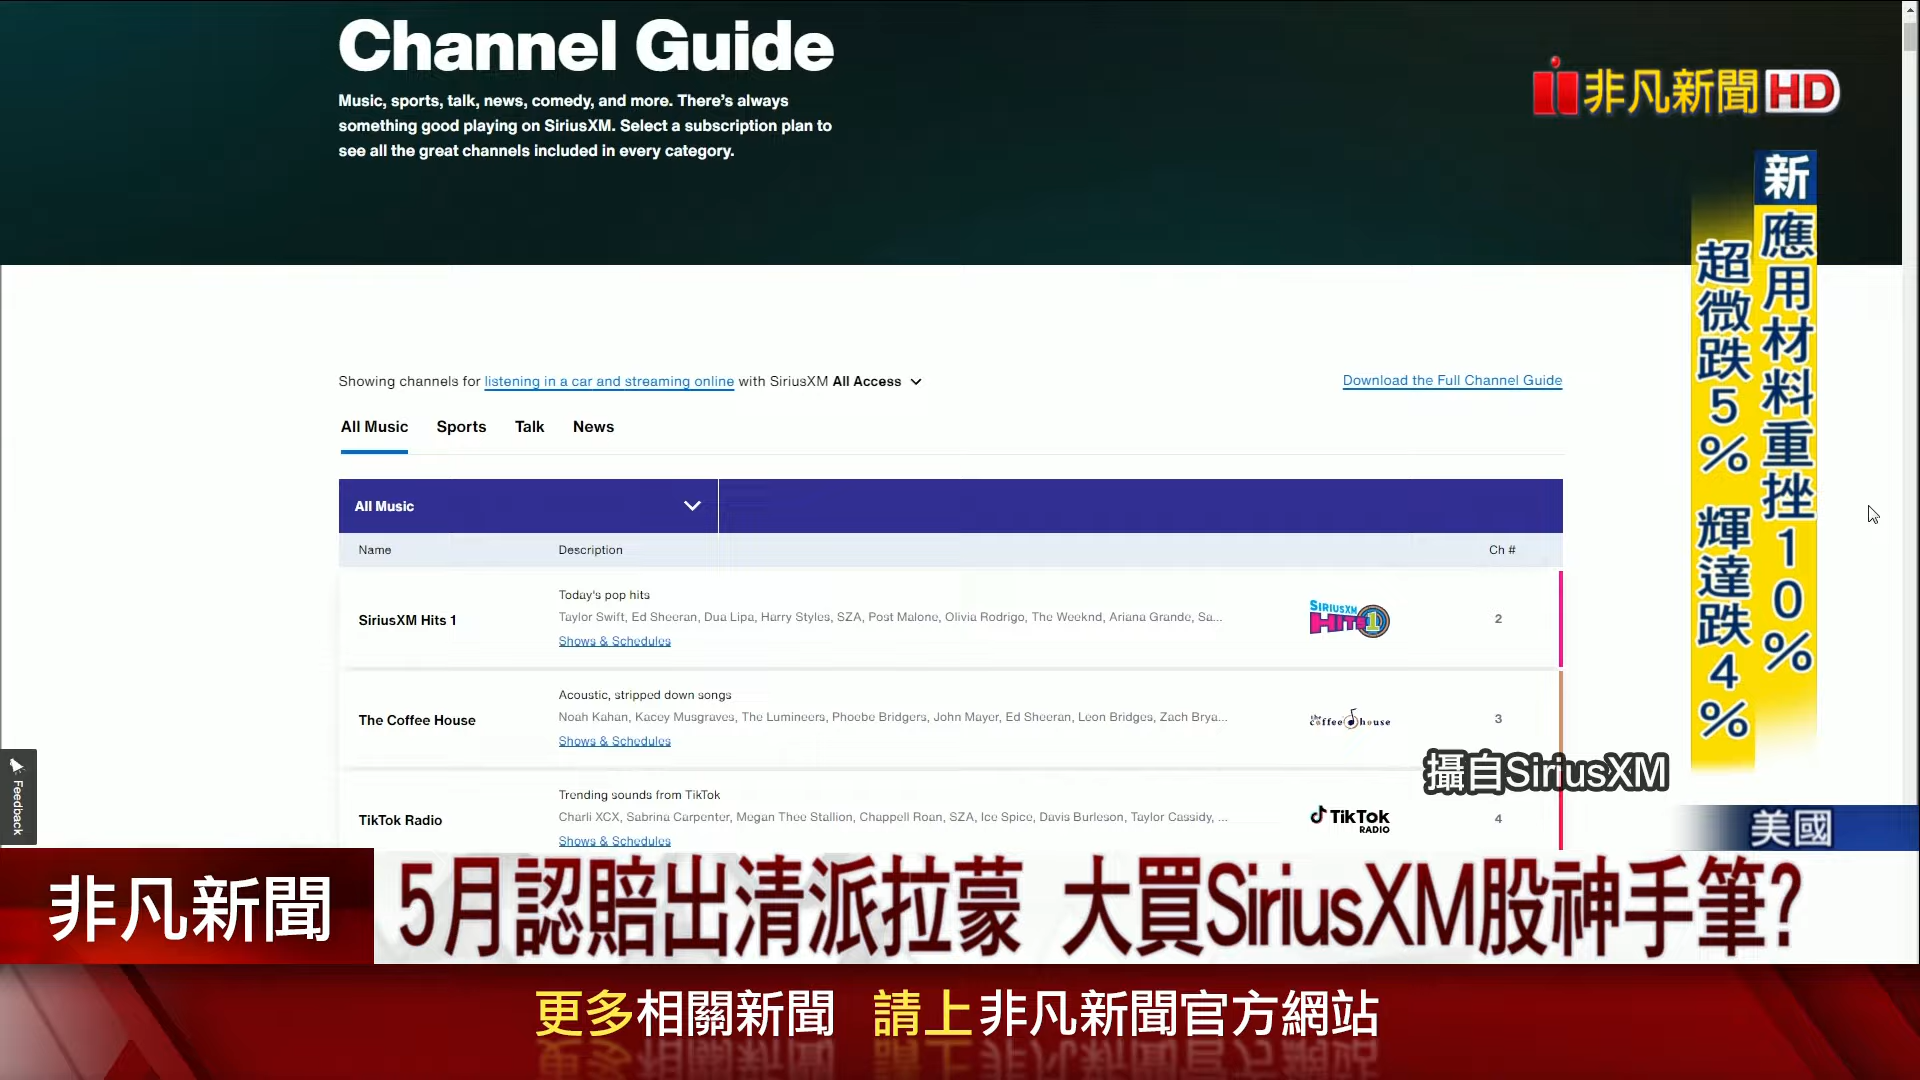 Channel Guide
Music, sports, talk, news, comedy, and more. There's always
something good playing on SiriusXM. Select a subscription plan to
see all the great channels included in every category.
非凡新聞HD
新應用材料重挫10%
超微跌5% 輝達跌4%
Showing channels for listening in a car and streaming online with SiriusXM All Access
Download the Full Channel Guide
All Music Sports Talk News
All Music
Name Description Ch #
Today's pop hits
SiriusXM Hits 1
Taylor Swift, Ed Sheeran, Dua Lipa, Harry Styles, SZA, Post Malone, Olivia Rodrigo, The Weeknd, Ariana Grande, Sa...
SIRIUSXM HITS 1
2
Shows & Schedules
Acoustic, stripped down songs
The Coffee House
Noah Kahan, Kacey Musgraves, The Lumineers, Phoebe Bridgers, John Mayer, Ed Sheeran, Leon Bridges, Zach Brya...
the coffee house
3
Shows & Schedules
攝自SiriusXM
Trending sounds from TikTok
TikTok Radio
Charli XCX, Sabrina Carpenter, Megan Thee Stallion, Chappell Roan, SZA, Ice Spice, Davis Burleson, Taylor Cassidy, ...
TikTok RADIO
4
Shows & Schedules
Feedback
美國
非凡新聞
5月認賠出清派拉蒙 大買SiriusXM股神手筆?
更多相關新聞 請上非凡新聞官方網站